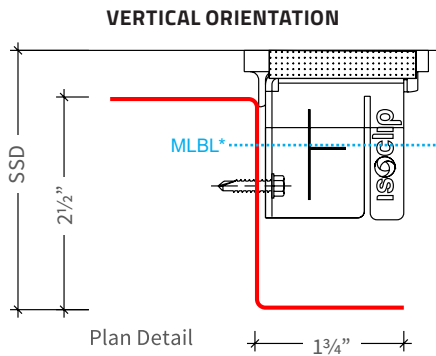 VERTICAL ORIENTATION
SSD
2½”
MLBL*
isoclip
Plan Detail
1¾”